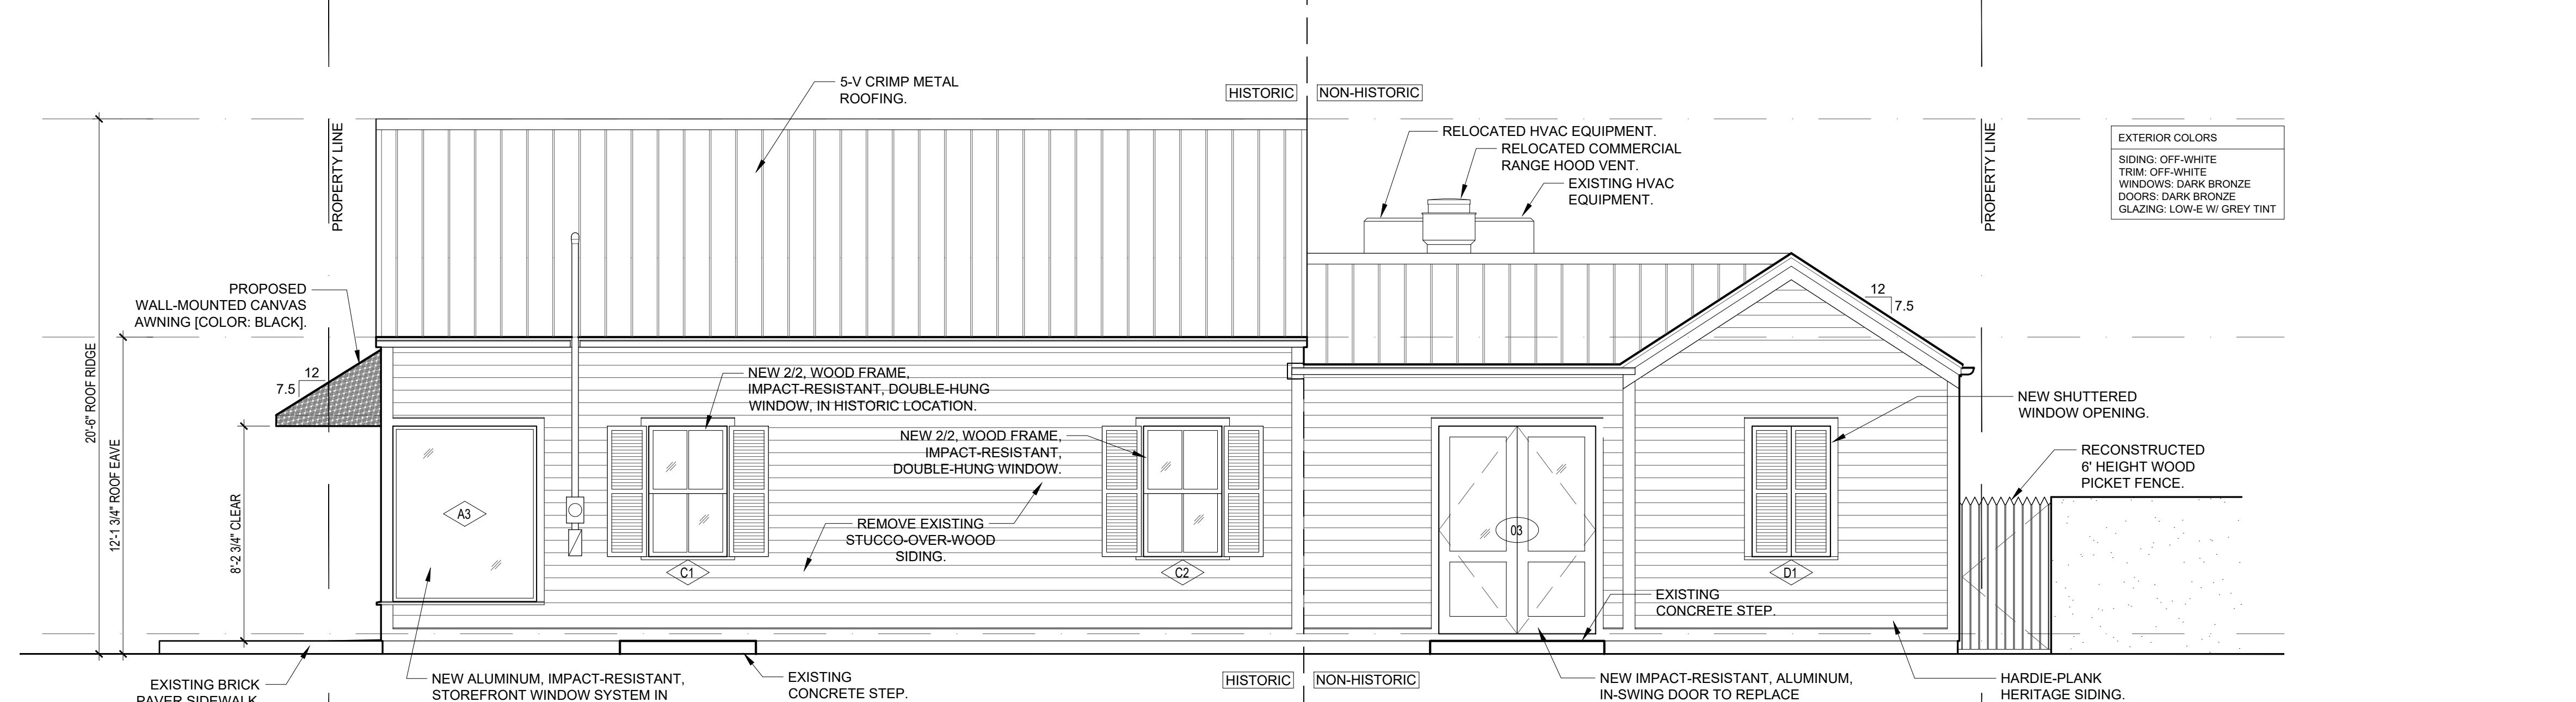 5-V CRIMP METAL
ROOFING.
HISTORIC
NON-HISTORIC
PROPERTY LINE
PROPERTY LINE
RELOCATED HVAC EQUIPMENT.
RELOCATED COMMERCIAL
RANGE HOOD VENT.
EXISTING HVAC
EQUIPMENT.
EXTERIOR COLORS
SIDING: OFF-WHITE
TRIM: OFF-WHITE
WINDOWS: DARK BRONZE
DOORS: DARK BRONZE
GLAZING: LOW-E W/ GREY TINT
PROPOSED
WALL-MOUNTED CANVAS
AWNING [COLOR: BLACK].
12
7.5
12
7.5
20'-6" ROOF RIDGE
12'-1 3/4" ROOF EAVE
8'-2 3/4" CLEAR
NEW 2/2, WOOD FRAME,
IMPACT-RESISTANT, DOUBLE-HUNG
WINDOW, IN HISTORIC LOCATION.
NEW 2/2, WOOD FRAME,
IMPACT-RESISTANT,
DOUBLE-HUNG WINDOW.
NEW SHUTTERED
WINDOW OPENING.
RECONSTRUCTED
6' HEIGHT WOOD
PICKET FENCE.
A3
REMOVE EXISTING
STUCCO-OVER-WOOD
SIDING.
03
C1
C2
D1
EXISTING
CONCRETE STEP.
EXISTING BRICK
PAVER SIDEWALK.
NEW ALUMINUM, IMPACT-RESISTANT,
STOREFRONT WINDOW SYSTEM IN
EXISTING
CONCRETE STEP.
HISTORIC
NON-HISTORIC
NEW IMPACT-RESISTANT, ALUMINUM,
IN-SWING DOOR TO REPLACE
HARDIE-PLANK
HERITAGE SIDING.